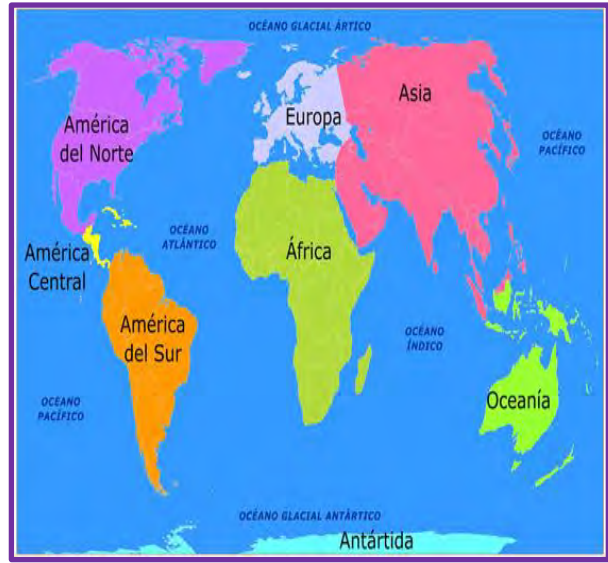 OCÉANO GLACIAL ÁRTICO
América
del Norte
Europa
Asia
OCÉANO
PACÍFICO
OCÉANO
ATLÁNTICO
América
Central
África
América
del Sur
OCÉANO
ÍNDICO
OCÉANO
PACÍFICO
Oceanía
OCÉANO GLACIAL ANTÁRTICO
Antártida